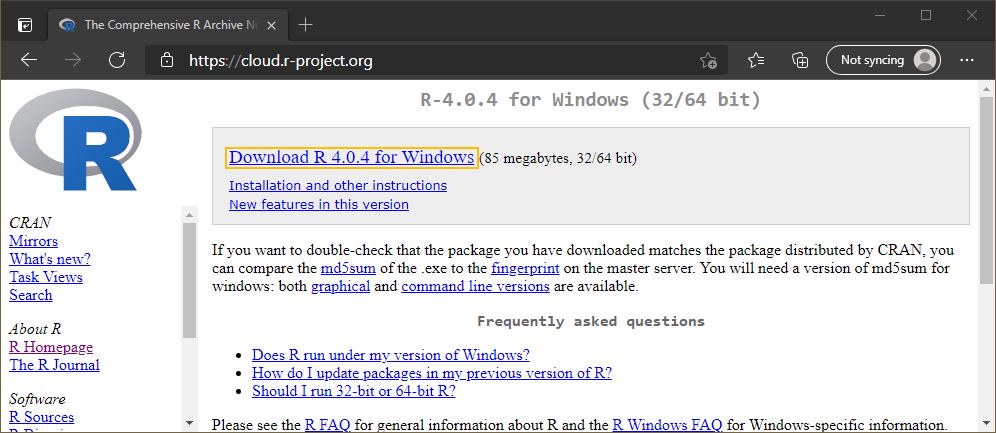 The Comprehensive R Archive N
https://cloud.r-project.org
Not syncing
R
CRAN
Mirrors
What's new?
Task Views
Search
About R
R Homepage
The R Journal
Software
R Sources
R-4.0.4 for Windows (32/64 bit)
Download R 4.0.4 for Windows (85 megabytes, 32/64 bit)
Installation and other instructions
New features in this version
If you want to double-check that the package you have downloaded matches the package distributed by CRAN, you
can compare the md5sum of the .exe to the fingerprint on the master server. You will need a version of md5sum for
windows: both graphical and command line versions are available.
Frequently asked questions
• Does R run under my version of Windows?
• How do I update packages in my previous version of R?
• Should I run 32-bit or 64-bit R?
Please see the R FAQ for general information about R and the R Windows FAQ for Windows-specific information.